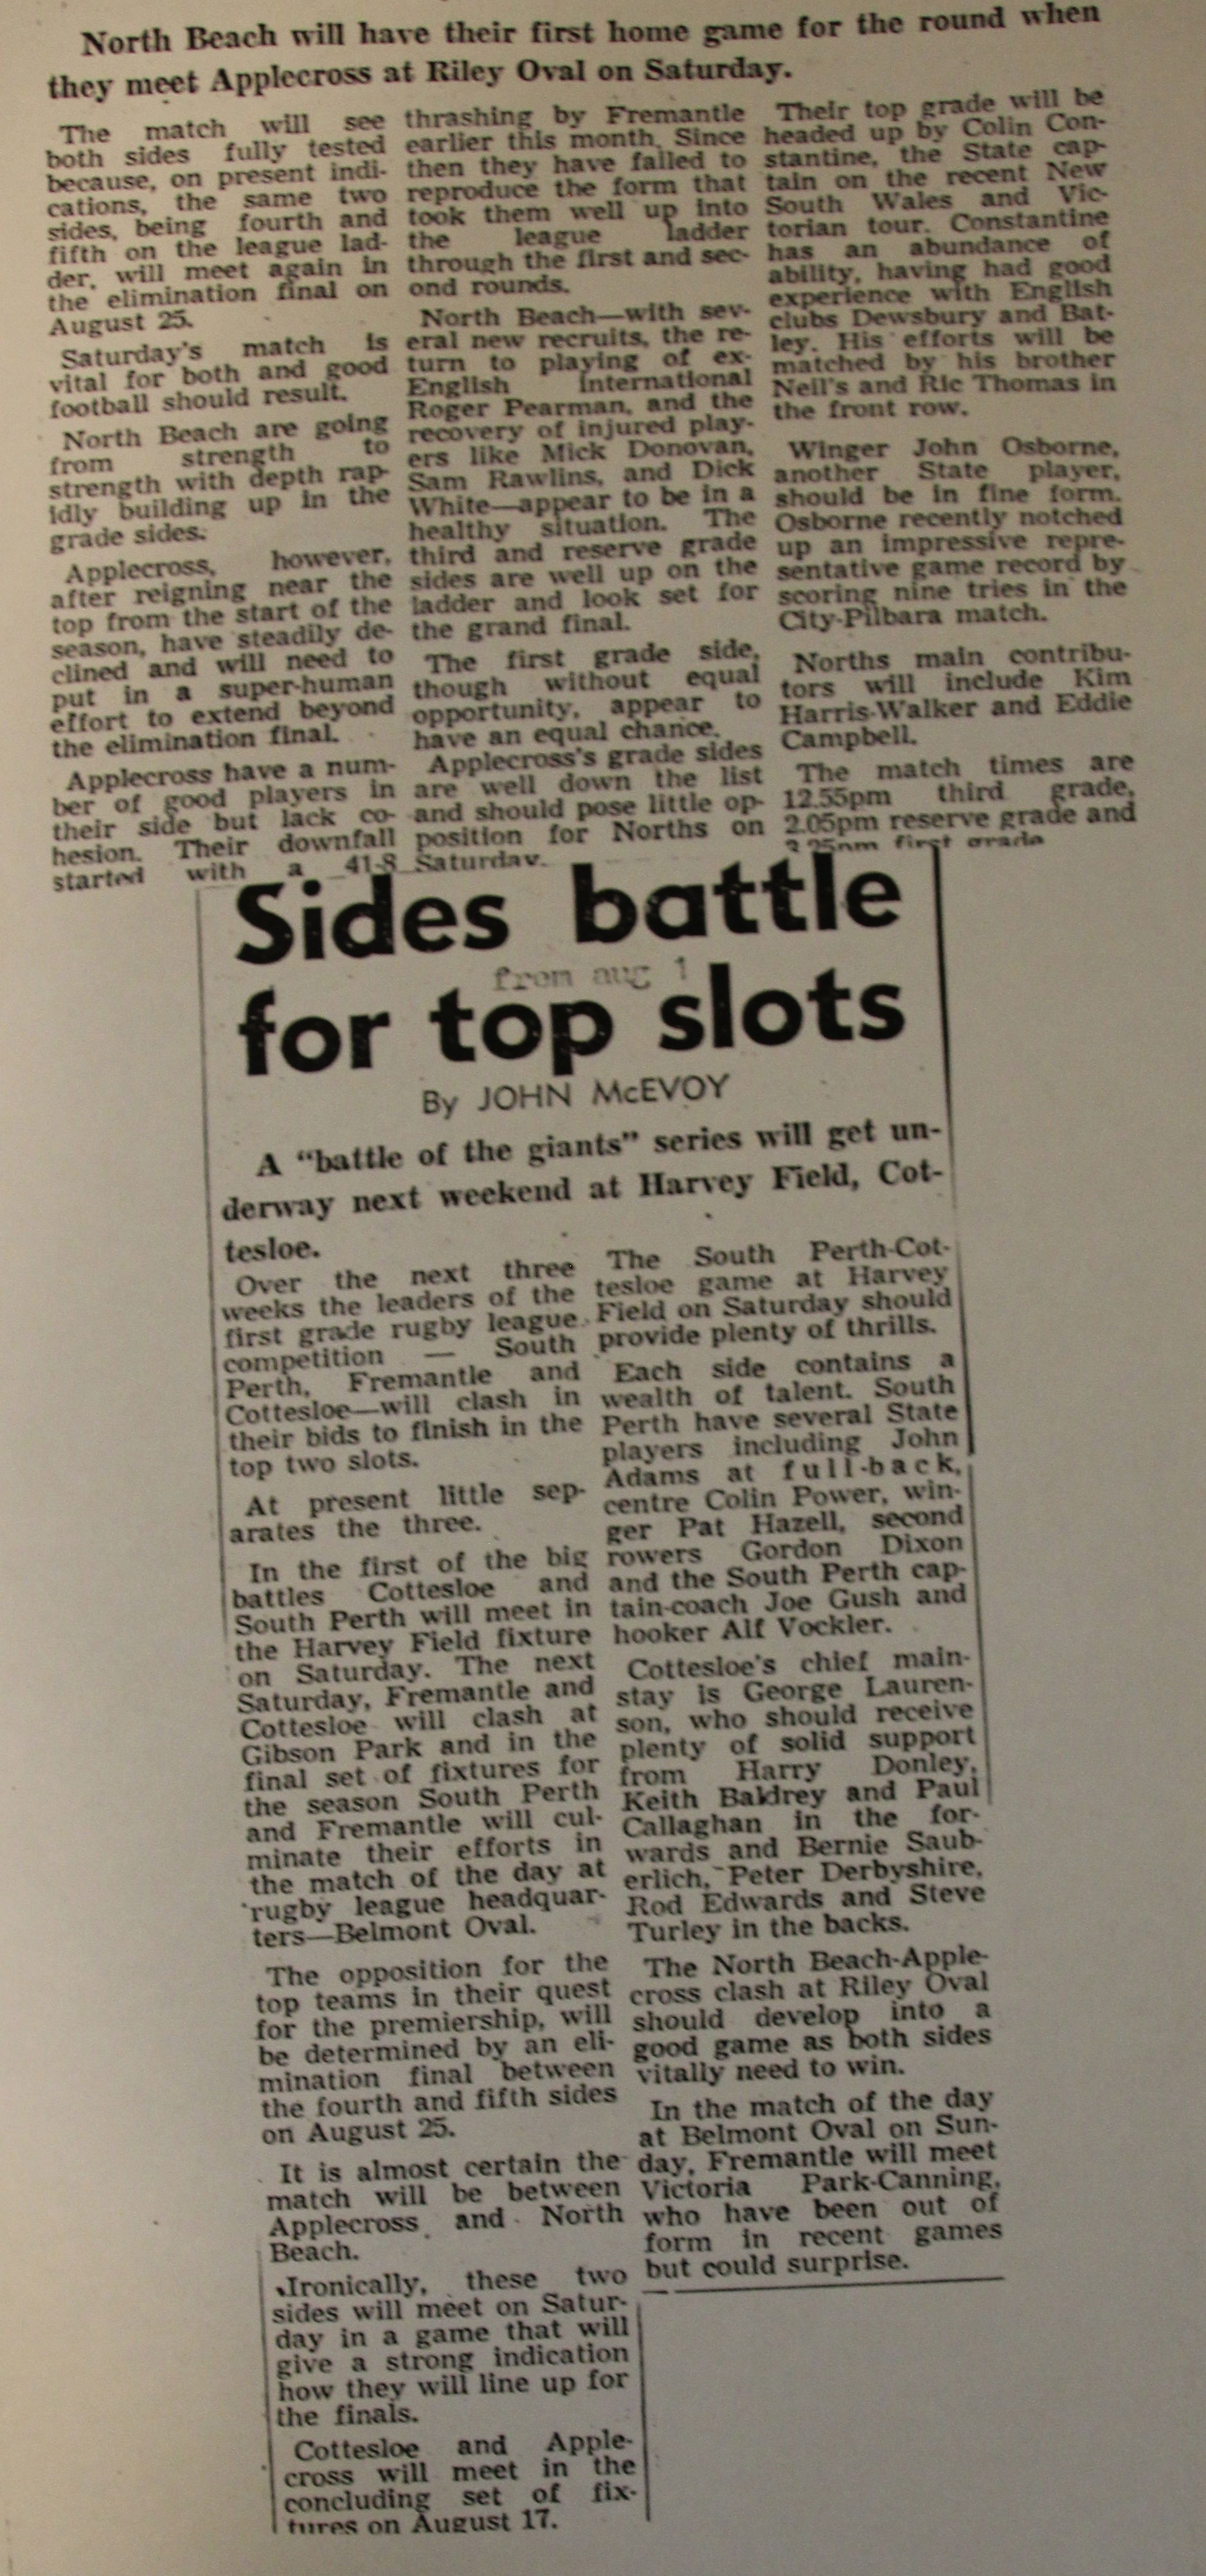 North Beach will have their first home game for the round when
they meet Applecross at Riley Oval on Saturday.
The match will see
both sides fully tested
because, on present indi-
cations, the same two
sides, being fourth and
fifth on the league lad-
der, will meet again in
the elimination final on
August 25.
Saturday's match is
vital for both and good
football should result.
North Beach are going
from strength to
strength with depth rap-
idly building up in the
grade sides.
Applecross, however,
after reigning near the
top from the start of the
season, have steadily de-
clined and will need to
put in a super-human
effort to extend beyond
the elimination final.
Applecross have a num-
ber of good players in
their side but lack co-
hesion. Their downfall
started with a 41-8
thrashing by Fremantle
earlier this month. Since
then they have failed to
reproduce the form that
took them well up into
the league ladder
through the first and sec-
ond rounds.
North Beach—with sev-
eral new recruits, the re-
turn to playing of ex-
English International
Roger Pearman, and the
recovery of injured play-
ers like Mick Donovan,
Sam Rawlins, and Dick
White—appear to be in a
healthy situation. The
third and reserve grade
sides are well up on the
ladder and look set for
the grand final.
The first grade side,
though without equal
opportunity, appear to
have an equal chance.
Applecross's grade sides
are well down the list
and should pose little op-
position for Norths on
Saturday.
Their top grade will be
headed up by Colin Con-
stantine, the State cap-
tain on the recent New
South Wales and Vic-
torian tour. Constantine
has an abundance of
ability, having had good
experience with English
clubs Dewsbury and Bat-
ley. His efforts will be
matched by his brother
Neil's and Ric Thomas in
the front row.
Winger John Osborne,
another State player,
should be in fine form.
Osborne recently notched
up an impressive repre-
sentative game record by
scoring nine tries in the
City-Pilbara match.
Norths main contribu-
tors will include Kim
Harris-Walker and Eddie
Campbell.
The match times are
12.55pm third grade,
2.05pm reserve grade and
first grade
Sides battle
from aug 1
for top slots
By JOHN McEVOY
A "battle of the giants" series will get un-
derway next weekend at Harvey Field, Cot-
tesloe.
Over the next three
weeks the leaders of the
first grade rugby league
competition — South
Perth, Fremantle and
Cottesloe—will clash in
their bids to finish in the
top two slots.
At present little sep-
arates the three.
In the first of the big
battles Cottesloe and
South Perth will meet in
the Harvey Field fixture
on Saturday. The next
Saturday, Fremantle and
Cottesloe will clash at
Gibson Park and in the
final set of fixtures for
the season South Perth
and Fremantle will cul-
minate their efforts in
the match of the day at
rugby league headquar-
ters—Belmont Oval.
The opposition for the
top teams in their quest
for the premiership, will
be determined by an eli-
mination final between
the fourth and fifth sides
on August 25.
It is almost certain the
match will be between
Applecross and North
Beach.
Ironically, these two
sides will meet on Satur-
day in a game that will
give a strong indication
how they will line up for
the finals.
Cottesloe and Apple-
cross will meet in the
concluding set of fix-
tures on August 17.
The South Perth-Cot-
tesloe game at Harvey
Field on Saturday should
provide plenty of thrills.
Each side contains a
wealth of talent. South
Perth have several State
players including John
Adams at full-back,
centre Colin Power, win-
ger Pat Hazell, second
rowers Gordon Dixon
and the South Perth cap-
tain-coach Joe Gush and
hooker Alf Vockler.
Cottesloe's chief main-
stay is George Lauren-
son, who should receive
plenty of solid support
from Harry Donley,
Keith Baldrey and Paul
Callaghan in the for-
wards and Bernie Saub-
erlich, Peter Derbyshire,
Rod Edwards and Steve
Turley in the backs.
The North Beach-Apple-
cross clash at Riley Oval
should develop into a
good game as both sides
vitally need to win.
In the match of the day
at Belmont Oval on Sun-
day, Fremantle will meet
Victoria Park-Canning,
who have been out of
form in recent games
but could surprise.